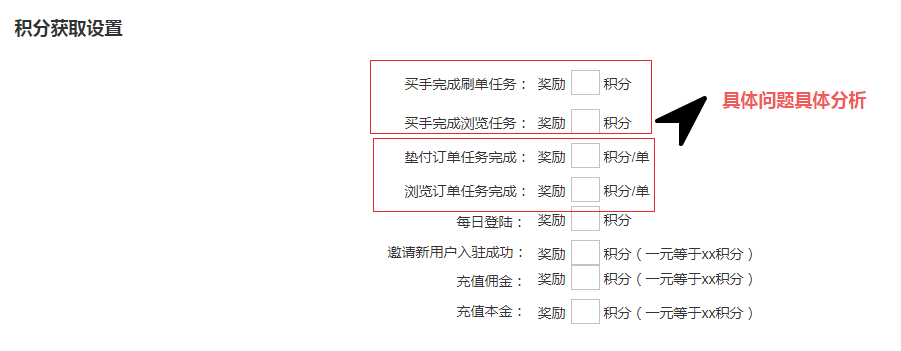 积分获取设置
买手完成刷单任务： 奖励 积分
具体问题具体分析
买手完成浏览任务： 奖励 积分
垫付订单任务完成： 奖励 积分/单
浏览订单任务完成： 奖励 积分/单
每日登陆： 奖励 积分
邀请新用户入驻成功： 奖励 积分（一元等于xx积分）
充值佣金： 奖励 积分（一元等于xx积分）
充值本金： 奖励 积分（一元等于xx积分）